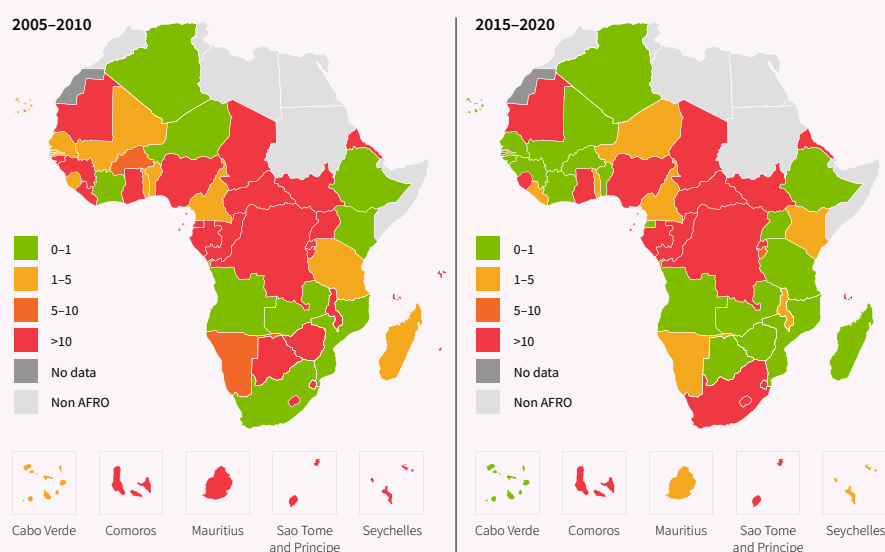 2005–2010
0–1
1–5
5–10
>10
No data
Non AFRO
Cabo Verde
Comoros
Mauritius
Sao Tome
and Principe
Seychelles
2015–2020
0–1
1–5
5–10
>10
No data
Non AFRO
Cabo Verde
Comoros
Mauritius
Sao Tome
and Principe
Seychelles